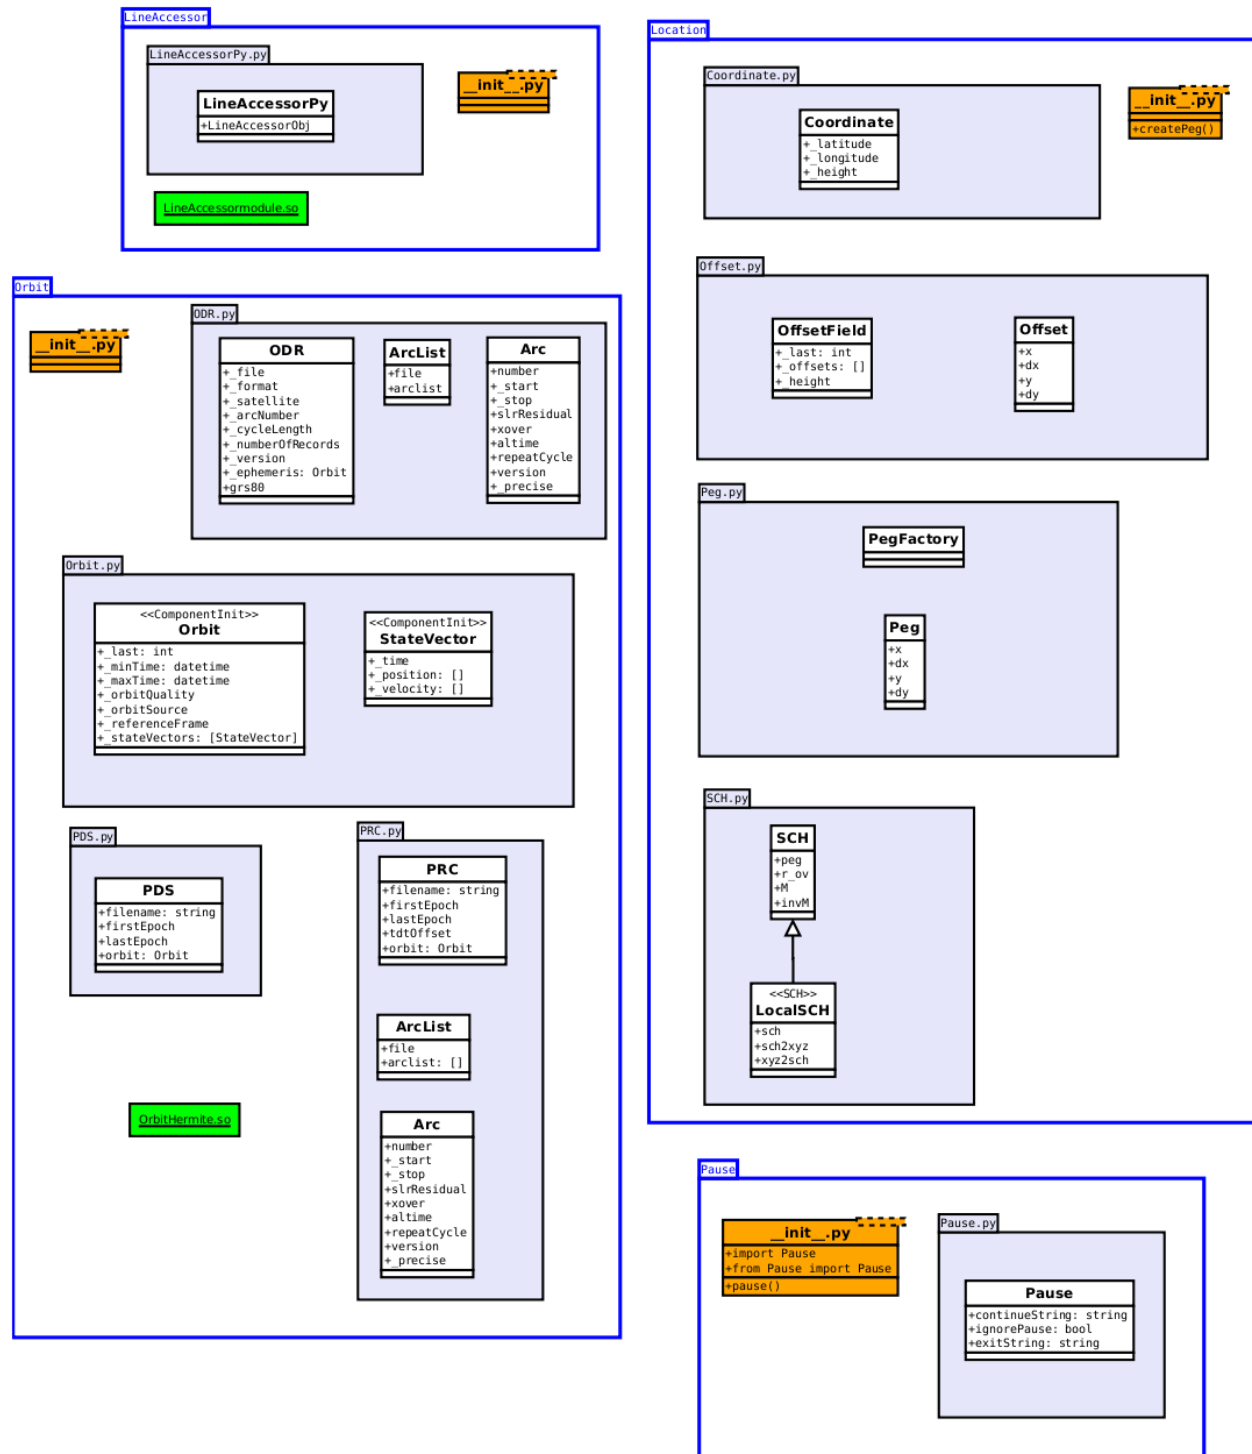 LineAccessor
LineAccessorPy.py
LineAccessorPy
+LineAccessorObj
__init__.py
LineAccessormodule.so
Orbit
__init__.py
ODR.py
ODR
+_file
+_format
+_satellite
+_arcNumber
+_cycleLength
+_numberOfRecords
+_version
+_ephemeris: Orbit
+grs80
ArcList
+file
+arclist
Arc
+number
+_start
+_stop
+slrResidual
+xover
+altime
+repeatCycle
+version
+_precise
Orbit.py
<<ComponentInit>>
Orbit
+_last: int
+_minTime: datetime
+_maxTime: datetime
+_orbitQuality
+_orbitSource
+_referenceFrame
+_stateVectors: [StateVector]
<<ComponentInit>>
StateVector
+_time
+_position: []
+_velocity: []
PDS.py
PDS
+filename: string
+firstEpoch
+lastEpoch
+orbit: Orbit
OrbitHermite.so
PRC.py
PRC
+filename: string
+firstEpoch
+lastEpoch
+tdtOffset
+orbit: Orbit
ArcList
+file
+arclist: []
Arc
+number
+_start
+_stop
+slrResidual
+xover
+altime
+repeatCycle
+version
+_precise
Location
Coordinate.py
Coordinate
+_latitude
+_longitude
+_height
__init__.py
+createPeg()
Offset.py
OffsetField
+_last: int
+_offsets: []
+_height
Offset
+x
+dx
+y
+dy
Peg.py
PegFactory
Peg
+x
+dx
+y
+dy
SCH.py
SCH
+peg
+r_ov
+M
+invM
<<SCH>>
LocalSCH
+sch
+sch2xyz
+xyz2sch
Pause
__init__.py
+import Pause
+from Pause import Pause
+pause()
Pause.py
Pause
+continueString: string
+ignorePause: bool
+exitString: string